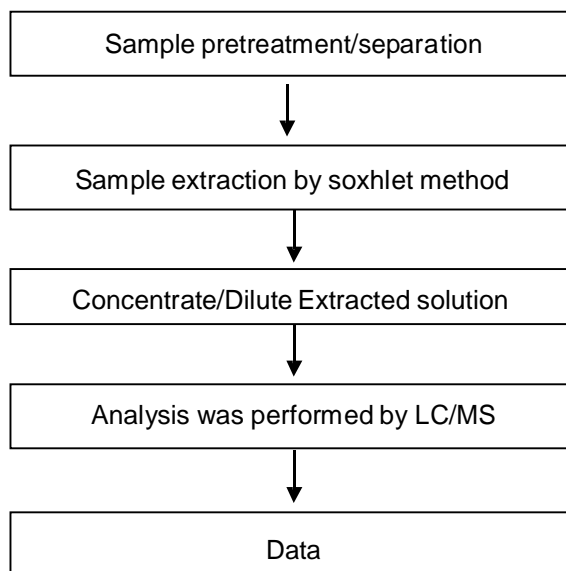 Sample pretreatment/separation
Sample extraction by soxhlet method
Concentrate/Dilute Extracted solution
Analysis was performed by LC/MS
Data